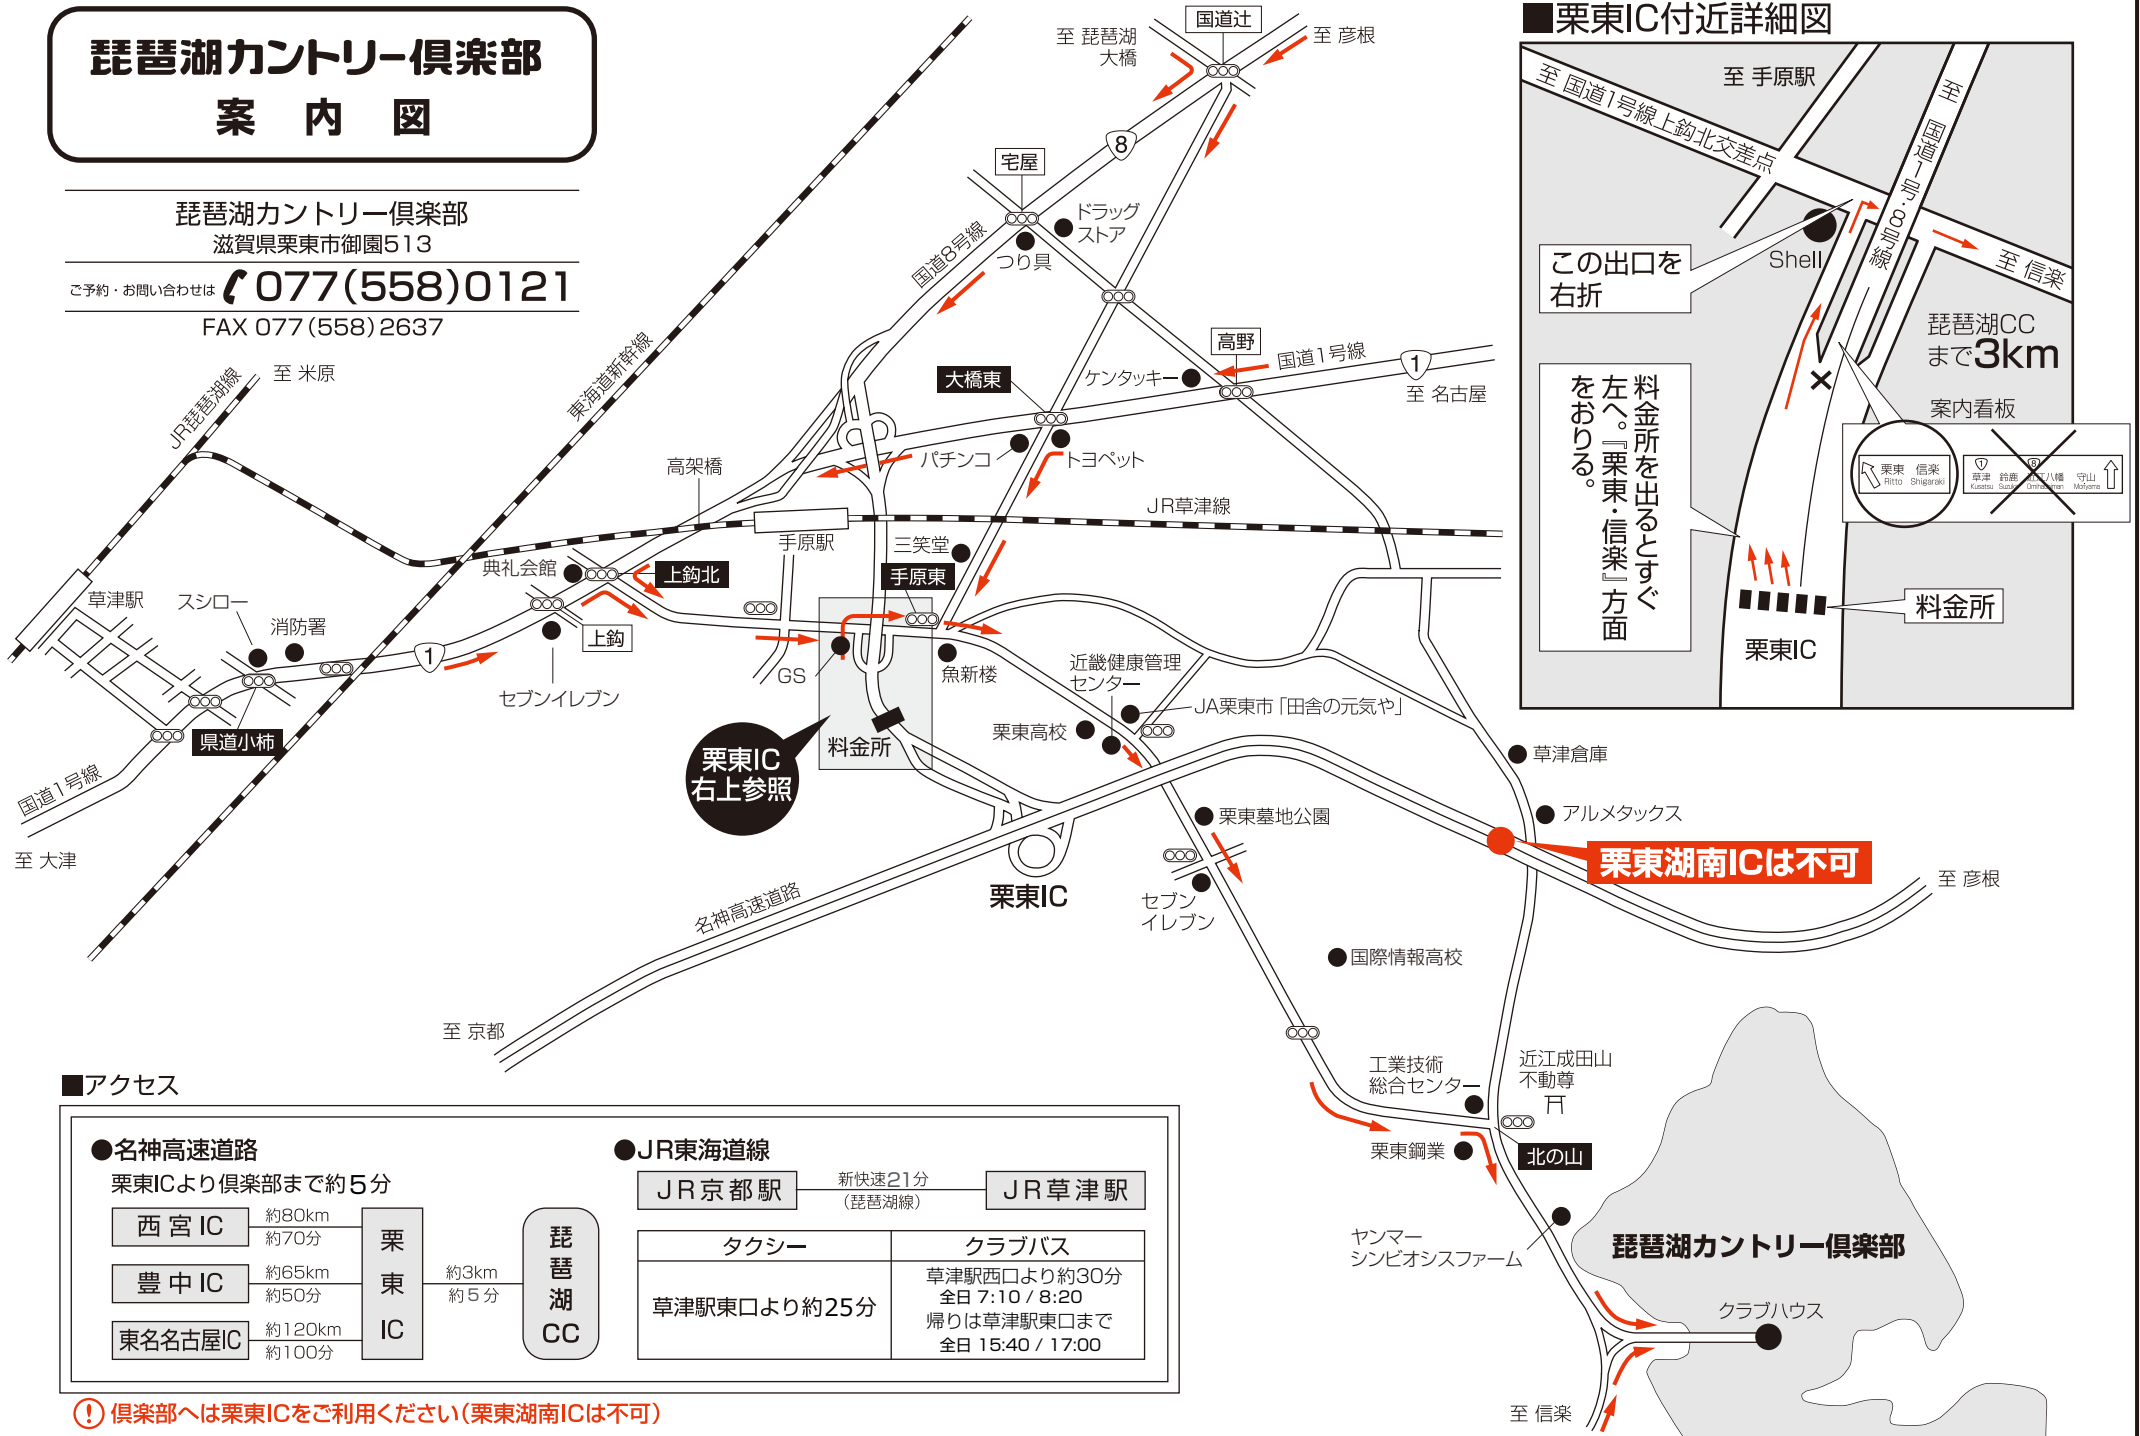 琵琶湖カントリー倶楽部
案内図
琵琶湖カントリー倶楽部
滋賀県栗東市御園513
ご予約・お問い合わせは 077(558)0121
FAX 077(558)2637
至 琵琶湖
大橋
国道辻
至 彦根
8
宅屋
ドラッグ
ストア
つり具
国道8号線
東海道新幹線
JR琵琶湖線
至 米原
高野
国道1号線
1
至 名古屋
ケンタッキー
大橋東
パチンコ
トヨペット
高架橋
JR草津線
手原駅
三笑堂
手原東
典礼会館
上鈎北
上鈎
草津駅
スシロー
消防署
1
セブンイレブン
県道小柿
国道1号線
至 大津
GS
魚新楼
料金所
栗東IC
右上参照
近畿健康管理
センター
JA栗東市「田舎の元気や」
栗東高校
草津倉庫
アルメタックス
栗東湖南ICは不可
至 彦根
栗東墓地公園
セブン
イレブン
栗東IC
名神高速道路
至 京都
国際情報高校
工業技術
総合センター
近江成田山
不動尊
栗東鋼業
北の山
ヤンマー
シンビオシスファーム
琵琶湖カントリー倶楽部
クラブハウス
至 信楽
■栗東IC付近詳細図
至 国道1号線上鈎北交差点
至 手原駅
至 国道1号・8号線
至 信楽
Shell
この出口を
右折
琵琶湖CC
まで3km
案内看板
栗東 信楽
Ritto Shigaraki
1
8
草津 鈴鹿 近江八幡 守山
Kusatsu Suzuka Omihachiman Moriyama
料金所を出るとすぐ
左へ。『栗東・信楽』方面
をおりる。
料金所
栗東IC
■アクセス
●名神高速道路
栗東ICより倶楽部まで約5分
西宮IC
約80km
約70分
豊中IC
約65km
約50分
東名名古屋IC
約120km
約100分
栗東IC
約3km
約5分
琵琶湖CC
●JR東海道線
JR京都駅
新快速21分
(琵琶湖線)
JR草津駅
タクシー
クラブバス
草津駅東口より約25分
草津駅西口より約30分
全日 7:10 / 8:20
帰りは草津駅東口まで
全日 15:40 / 17:00
! 倶楽部へは栗東ICをご利用ください(栗東湖南ICは不可)